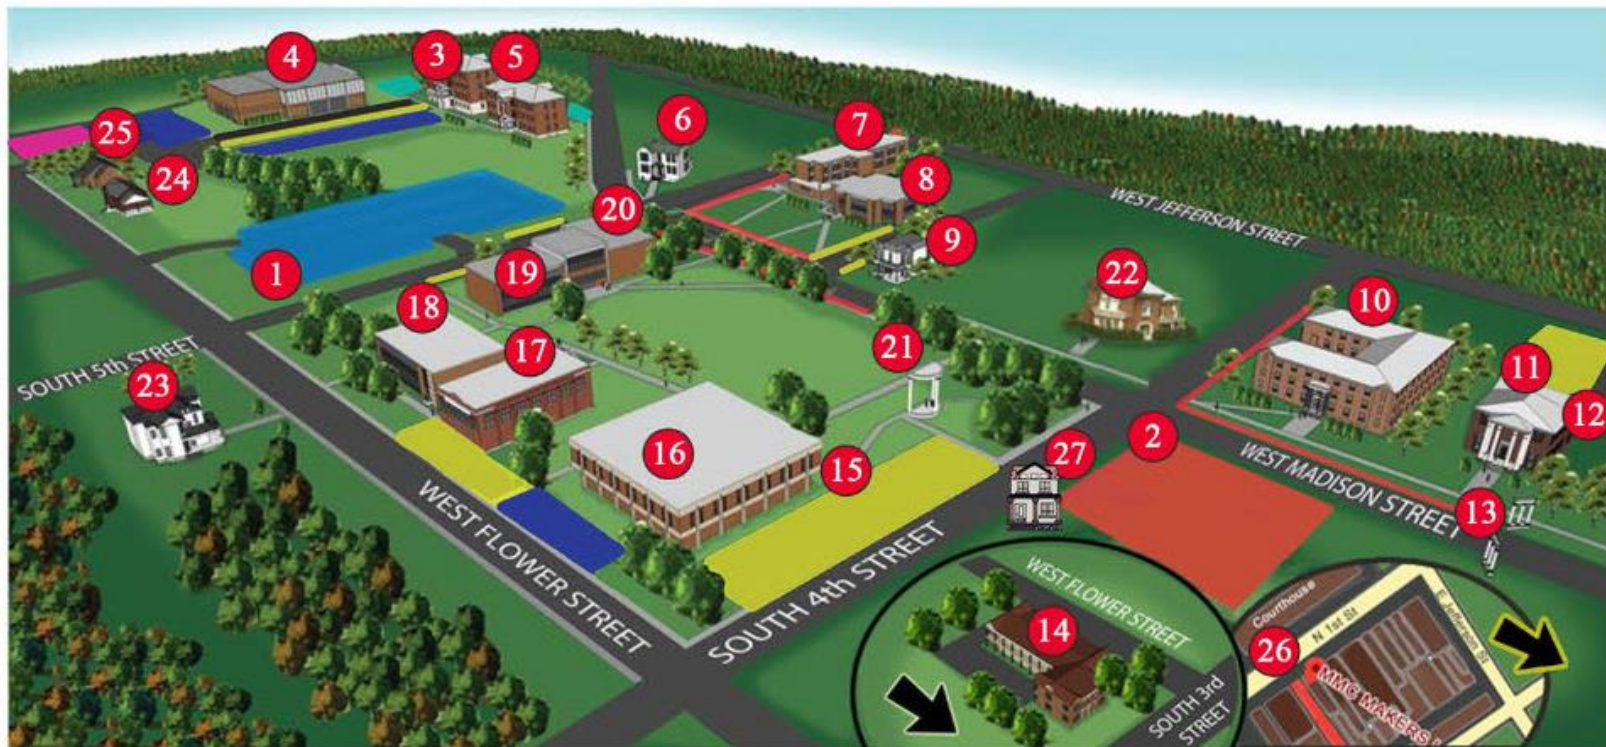 4
3
5
25
24
6
7
8
20
9
WEST JEFFERSON STREET
1
19
18
17
21
22
10
11
12
SOUTH 5th STREET
23
16
15
27
2
WEST MADISON STREET
13
WEST FLOWER STREET
SOUTH 4th STREET
WEST FLOWER STREET
14
SOUTH 3rd
STREET
Courthouse
N 1st St
E Jefferson St
26
MMC MAKERS